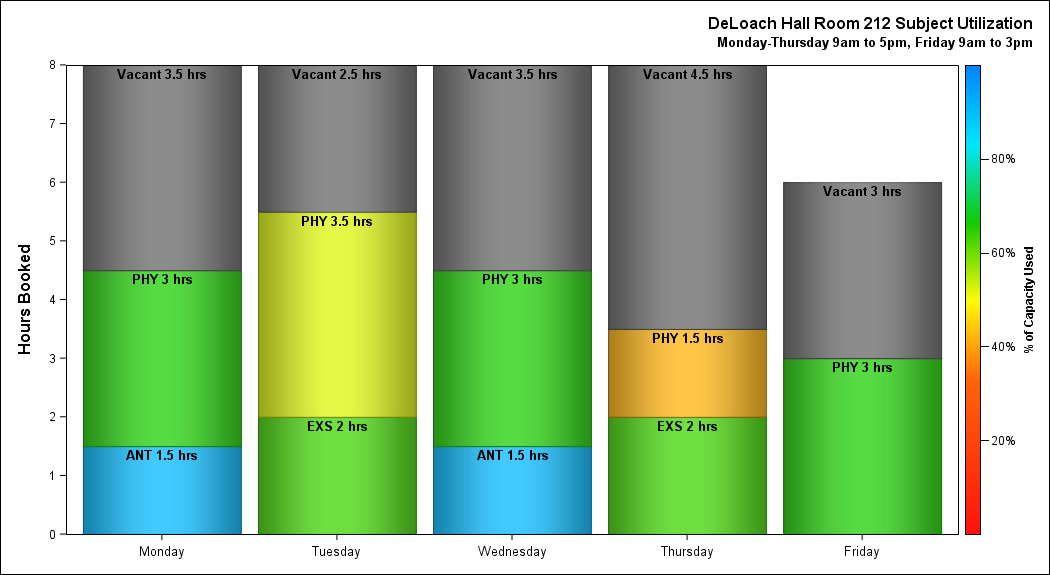 DeLoach Hall Room 212 Subject Utilization
Monday-Thursday 9am to 5pm, Friday 9am to 3pm
Hours Booked
8
7
6
5
4
3
2
1
0
Vacant 3.5 hrs
PHY 3 hrs
ANT 1.5 hrs
Vacant 2.5 hrs
PHY 3.5 hrs
EXS 2 hrs
Vacant 3.5 hrs
PHY 3 hrs
ANT 1.5 hrs
Vacant 4.5 hrs
PHY 1.5 hrs
EXS 2 hrs
Vacant 3 hrs
PHY 3 hrs
Monday
Tuesday
Wednesday
Thursday
Friday
80%
60%
40%
20%
% of Capacity Used